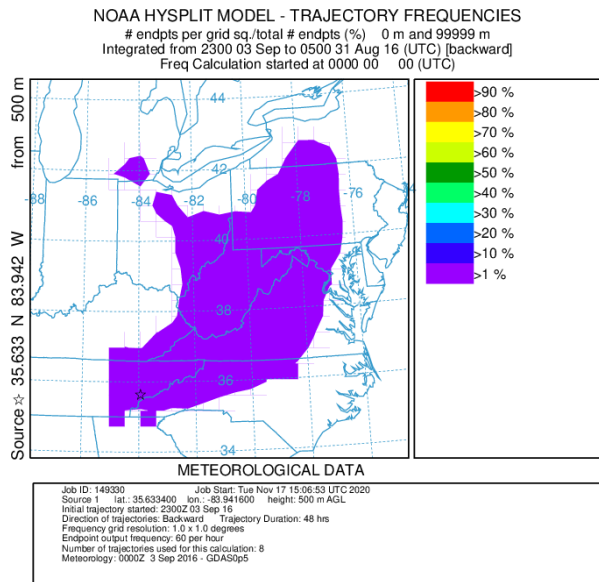 NOAA HYSPLIT MODEL - TRAJECTORY FREQUENCIES
# endpts per grid sq./total # endpts (%)    0 m and 99999 m
Integrated from 2300 03 Sep to 0500 31 Aug 16 (UTC) [backward]
Freq Calculation started at 0000 00    00 (UTC)
Source ☆ 35.633 N  83.942 W    from  500 m
44
42
-88
-86
-84
-82
-80
-78
-76
-74
40
38
36
34
>90 %
>80 %
>70 %
>60 %
>50 %
>40 %
>30 %
>20 %
>10 %
>1 %
METEOROLOGICAL DATA
Job ID: 149330    Job Start: Tue Nov 17 15:06:53 UTC 2020
Source 1    lat.: 35.633400  lon.: -83.941600    height: 500 m AGL
Initial trajectory started: 2300Z 03 Sep 16
Direction of trajectories: Backward    Trajectory Duration: 48 hrs
Frequency grid resolution: 1.0 x 1.0 degrees
Endpoint output frequency: 60 per hour
Number of trajectories used for this calculation: 8
Meteorology: 0000Z  3 Sep 2016 - GDAS0p5